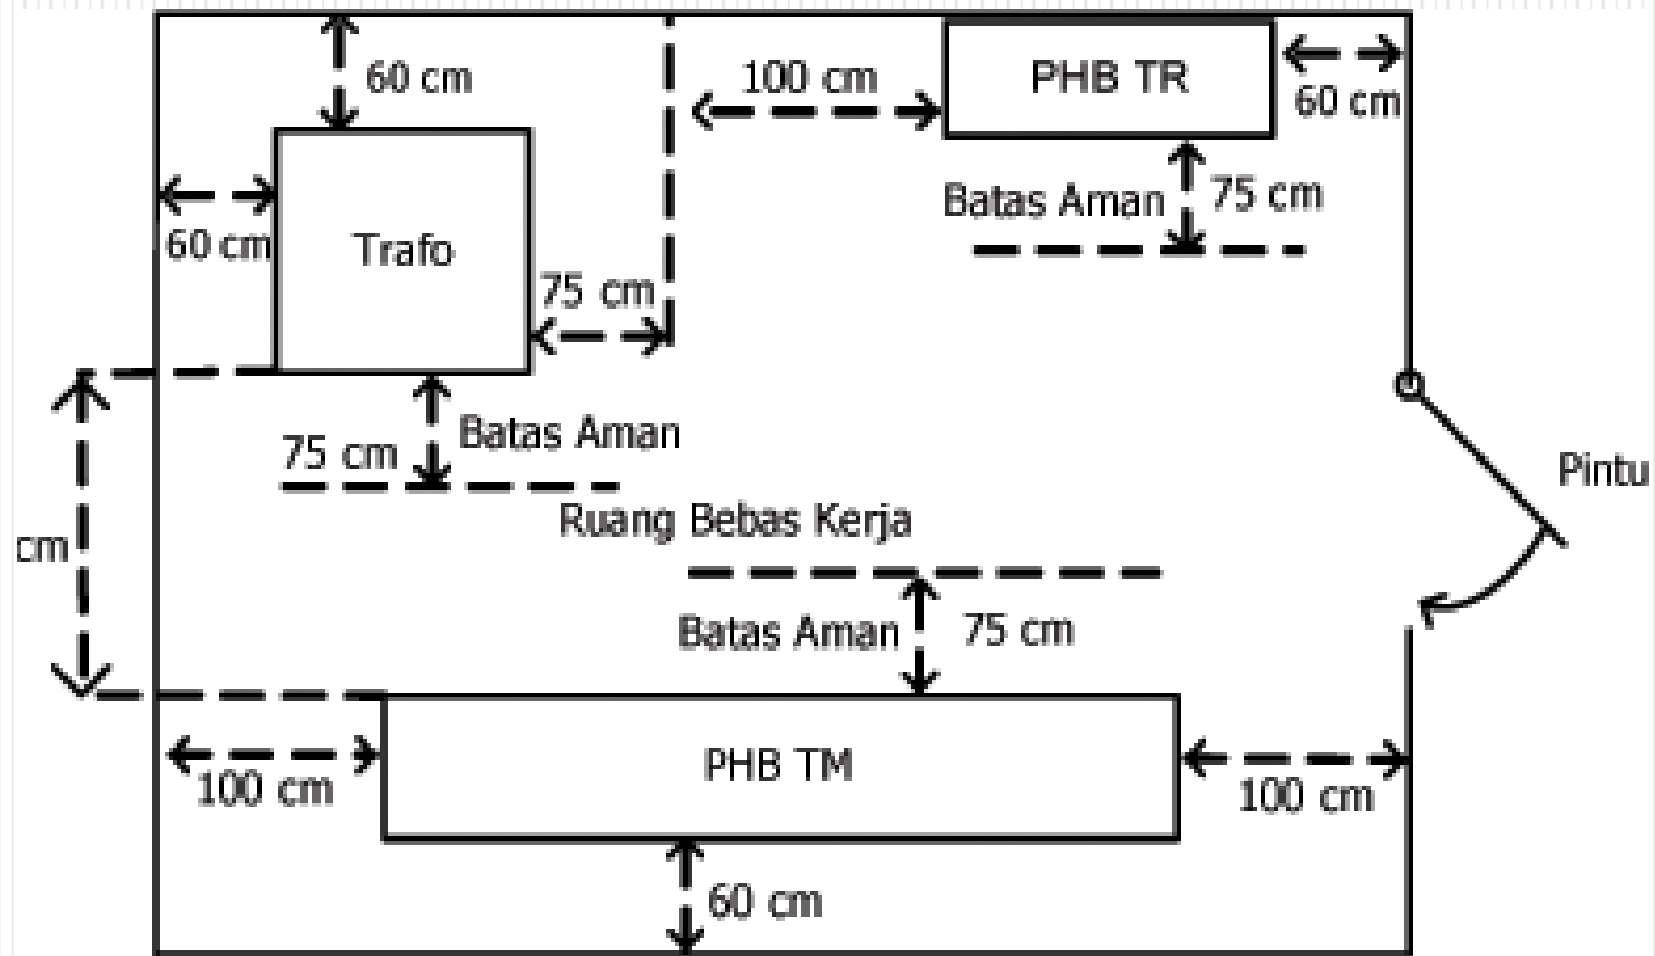 60 cm
100 cm
PHB TR
60 cm
Batas Aman
75 cm
60 cm
Trafo
75 cm
75 cm
Batas Aman
Pintu
Ruang Bebas Kerja
cm
Batas Aman
75 cm
PHB TM
100 cm
100 cm
60 cm